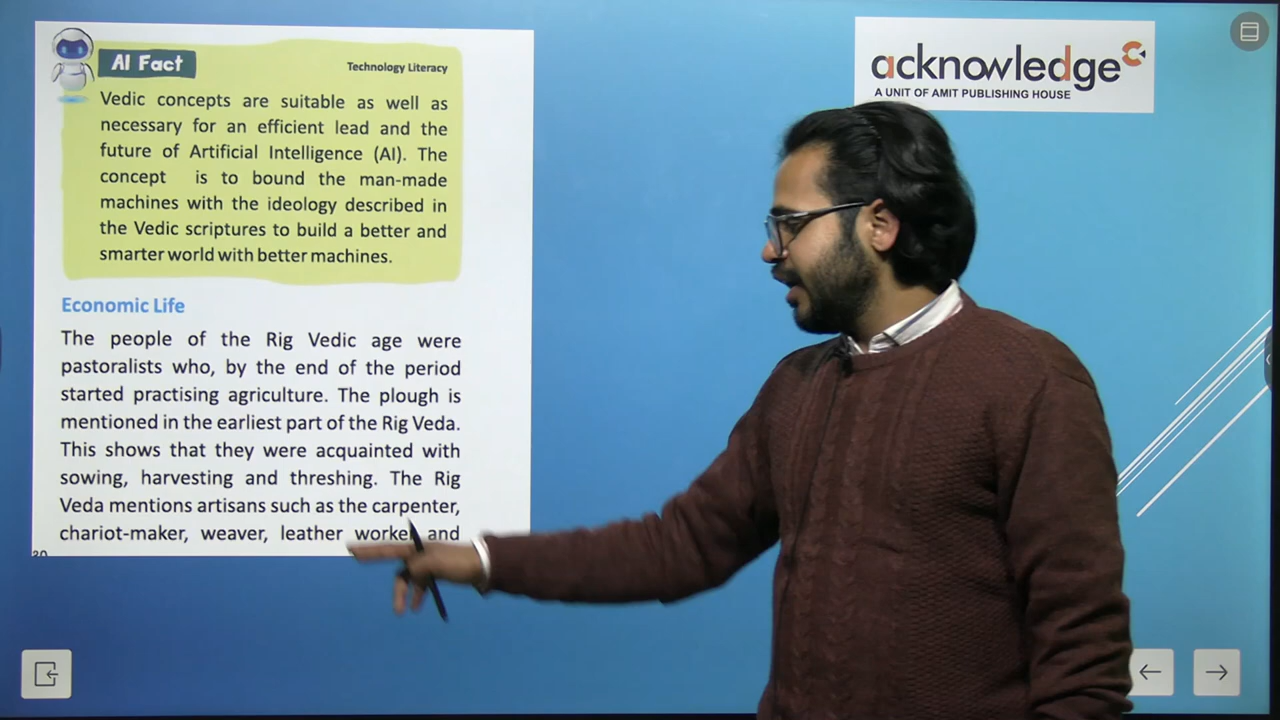 AI Fact
Technology Literacy
Vedic concepts are suitable as well as
necessary for an efficient lead and the
future of Artificial Intelligence (AI). The
concept is to bound the man-made
machines with the ideology described in
the Vedic scriptures to build a better and
smarter world with better machines.
Economic Life
The people of the Rig Vedic age were
pastoralists who, by the end of the period
started practising agriculture. The plough is
mentioned in the earliest part of the Rig Veda.
This shows that they were acquainted with
sowing, harvesting and threshing. The Rig
Veda mentions artisans such as the carpenter,
chariot-maker, weaver, leather worker and
acknowledge
A UNIT OF AMIT PUBLISHING HOUSE